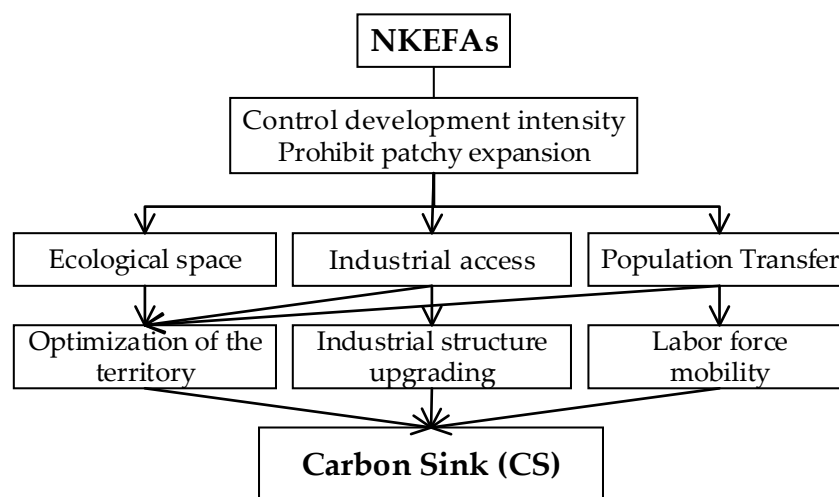 NKEFAs
Control development intensity
Prohibit patchy expansion
Ecological space
Industrial access
Population Transfer
Optimization of the
territory
Industrial structure
upgrading
Labor force
mobility
Carbon Sink (CS)